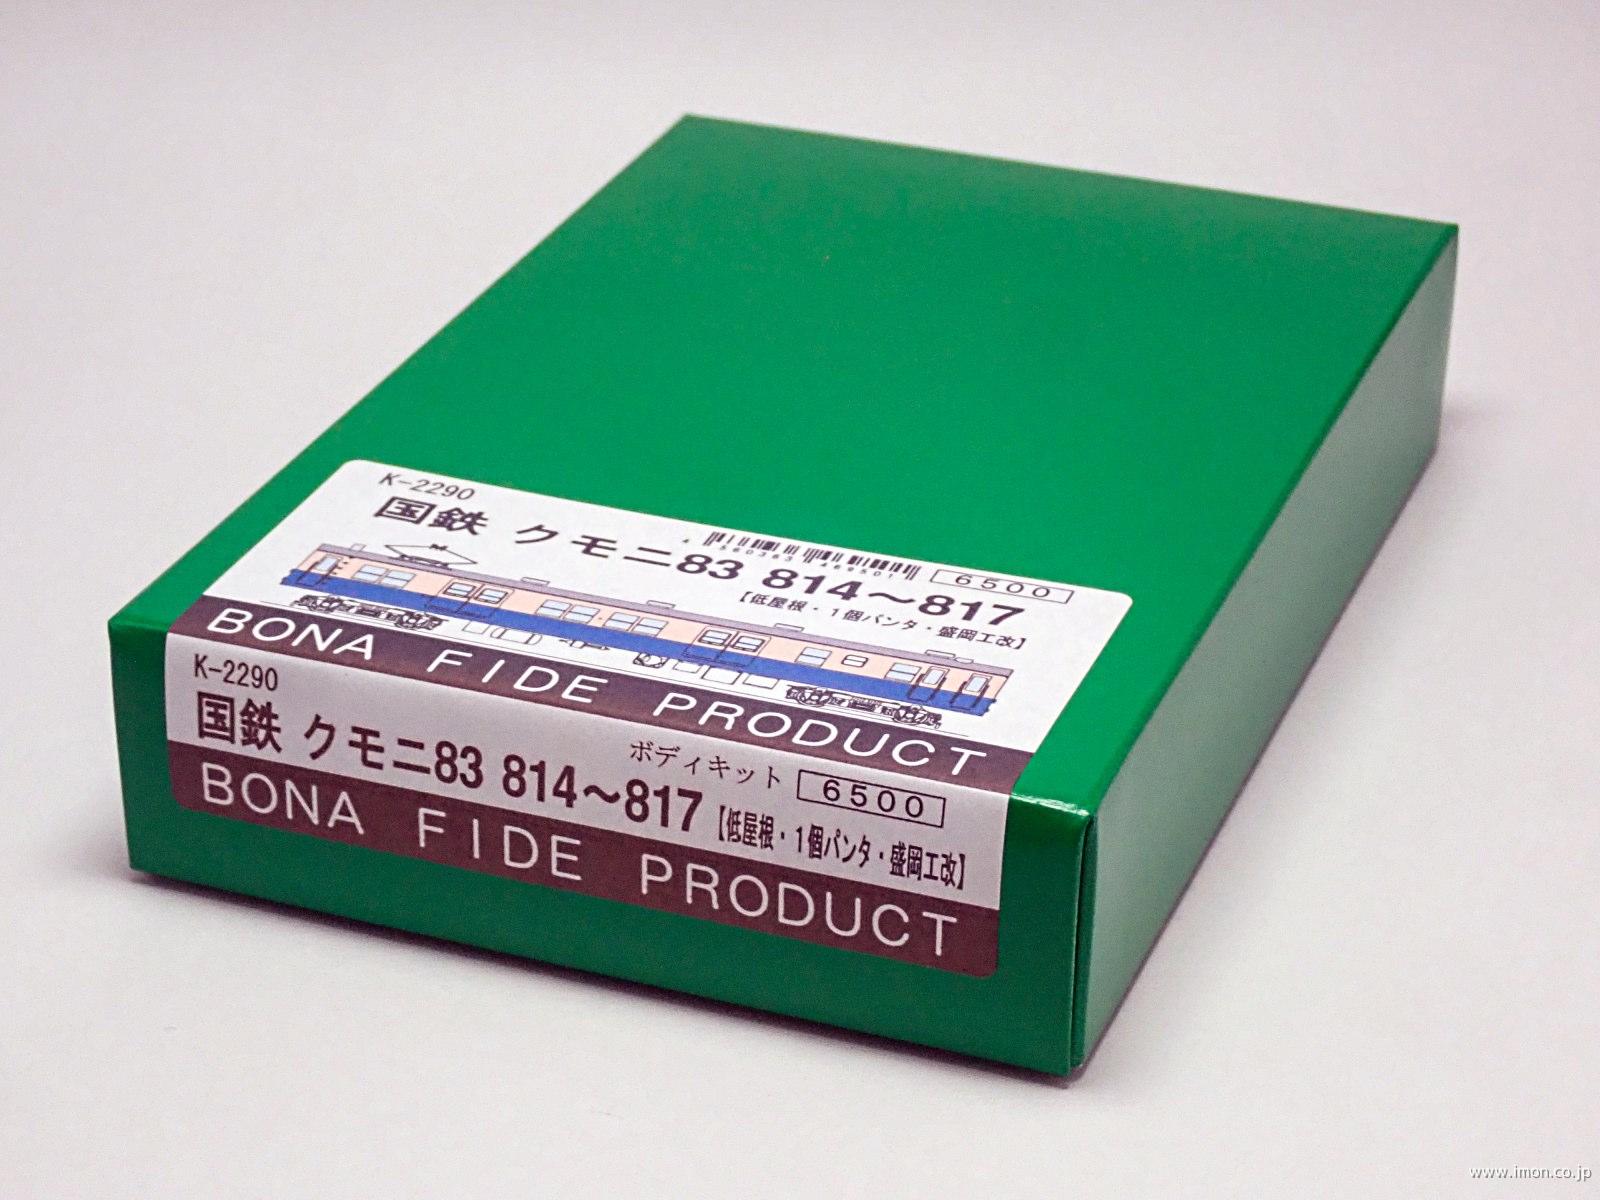 K-2290
国鉄 クモニ83 814～817
6500
【低屋根・1個パンタ・盛岡工改】
BONA FIDE PRODUCT
K-2290
国鉄 クモニ83 814～817
ボディキット 6500
【低屋根・1個パンタ・盛岡工改】
BONA FIDE PRODUCT
www.imon.co.jp